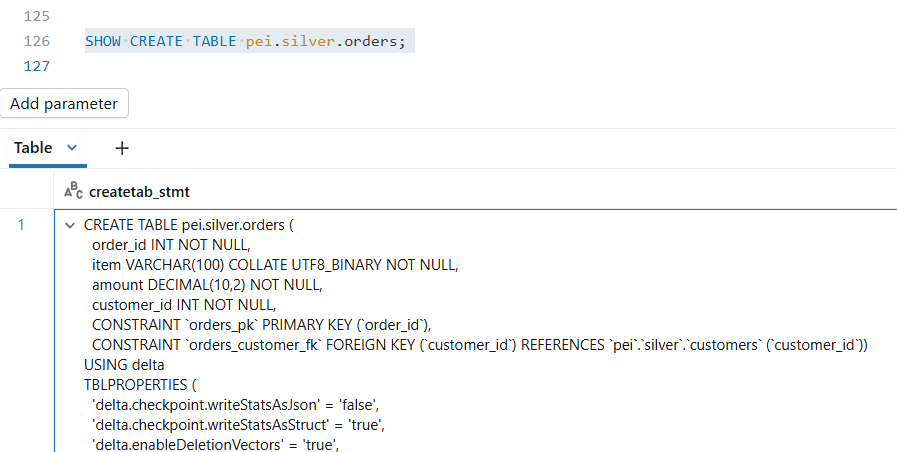 125
126 SHOW CREATE TABLE pei.silver.orders;
127
Add parameter
Table +
ABC createtab_stmt
1 CREATE TABLE pei.silver.orders (
order_id INT NOT NULL,
item VARCHAR(100) COLLATE UTF8_BINARY NOT NULL,
amount DECIMAL(10,2) NOT NULL,
customer_id INT NOT NULL,
CONSTRAINT `orders_pk` PRIMARY KEY (`order_id`),
CONSTRAINT `orders_customer_fk` FOREIGN KEY (`customer_id`) REFERENCES `pei`.`silver`.`customers` (`customer_id`))
USING delta
TBLPROPERTIES (
'delta.checkpoint.writeStatsAsJson' = 'false',
'delta.checkpoint.writeStatsAsStruct' = 'true',
'delta.enableDeletionVectors' = 'true',